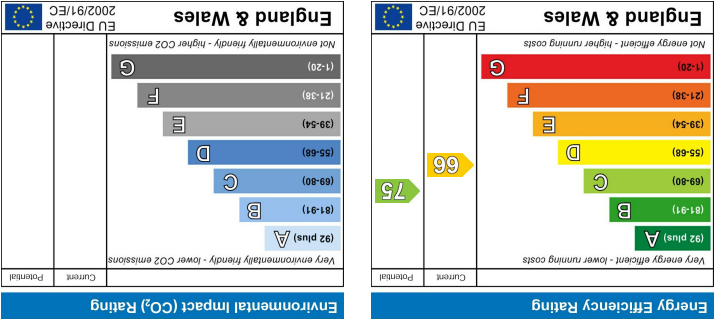 Energy Efficiency Rating
Current
Potential
Very energy efficient - lower running costs
(92 plus) A
(81-91) B
(69-80) C
(55-68) D
(39-54) E
(21-38) F
(1-20) G
66
75
Not energy efficient - higher running costs
England & Wales
EU Directive
2002/91/EC
Environmental Impact (CO₂) Rating
Current
Potential
Very environmentally friendly - lower CO2 emissions
(92 plus) A
(81-91) B
(69-80) C
(55-68) D
(39-54) E
(21-38) F
(1-20) G
Not environmentally friendly - higher CO2 emissions
England & Wales
EU Directive
2002/91/EC